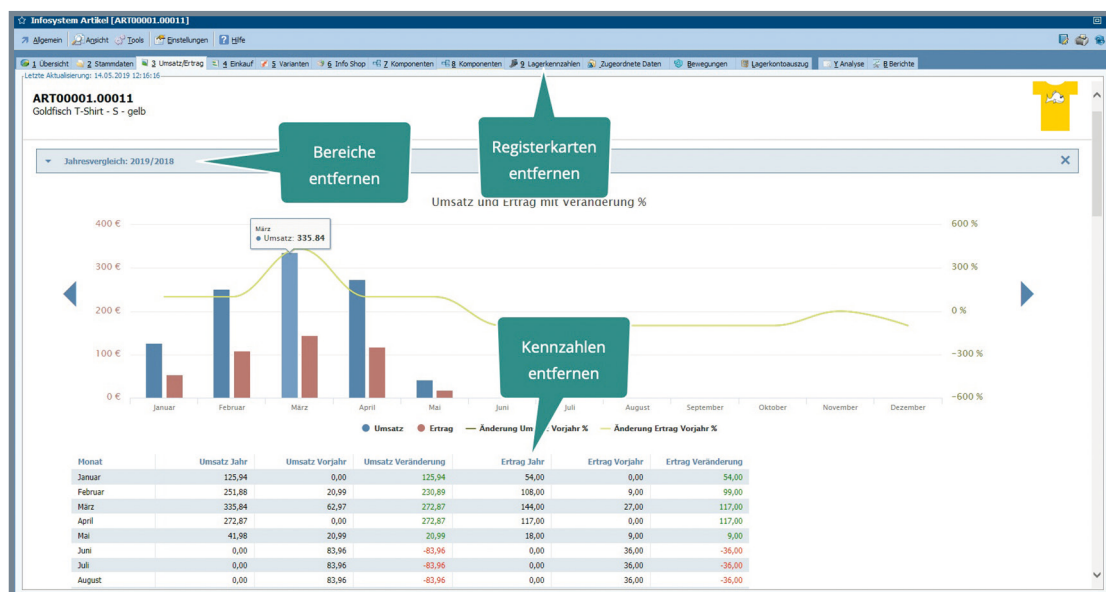 Infosystem Artikel [ART00001.00011]
Allgemein Ansicht Tools Einstellungen Hilfe
1 Übersicht 2 Stammdaten 3 Umsatz/Ertrag 4 Einkauf 5 Varianten 6 Info Shop 7 Komponenten 8 Komponenten 9 Lagerkennzahlen Zugeordnete Daten Bewegungen Lagerkontoauszug Y Analyse B Berichte
Letzte Aktualisierung: 14.05.2019 12:16:16
ART00001.00011
Goldfisch T-Shirt - S - gelb
Bereiche
entfernen
Registerkarten
entfernen
Jahresvergleich: 2019/2018
Umsatz und Ertrag mit Veränderung %
400 € 600 %
März
Umsatz: 335.84
300 € 300 %
200 € 0 %
Kennzahlen
entfernen
100 € -300 %
0 € -600 %
Januar Februar März April Mai Juni Juli August September Oktober November Dezember
Umsatz Ertrag Änderung Vorjahr % Änderung Ertrag Vorjahr %
Monat Umsatz Jahr Umsatz Vorjahr Umsatz Veränderung Ertrag Jahr Ertrag Vorjahr Ertrag Veränderung
Januar 125,94 0,00 125,94 54,00 0,00 54,00
Februar 251,88 20,99 230,89 108,00 9,00 99,00
März 335,84 62,97 272,87 144,00 27,00 117,00
April 272,87 0,00 272,87 117,00 0,00 117,00
Mai 41,98 20,99 20,99 18,00 9,00 9,00
Juni 0,00 83,96 -83,96 0,00 36,00 -36,00
Juli 0,00 83,96 -83,96 0,00 36,00 -36,00
August 0,00 83,96 -83,96 0,00 36,00 -36,00